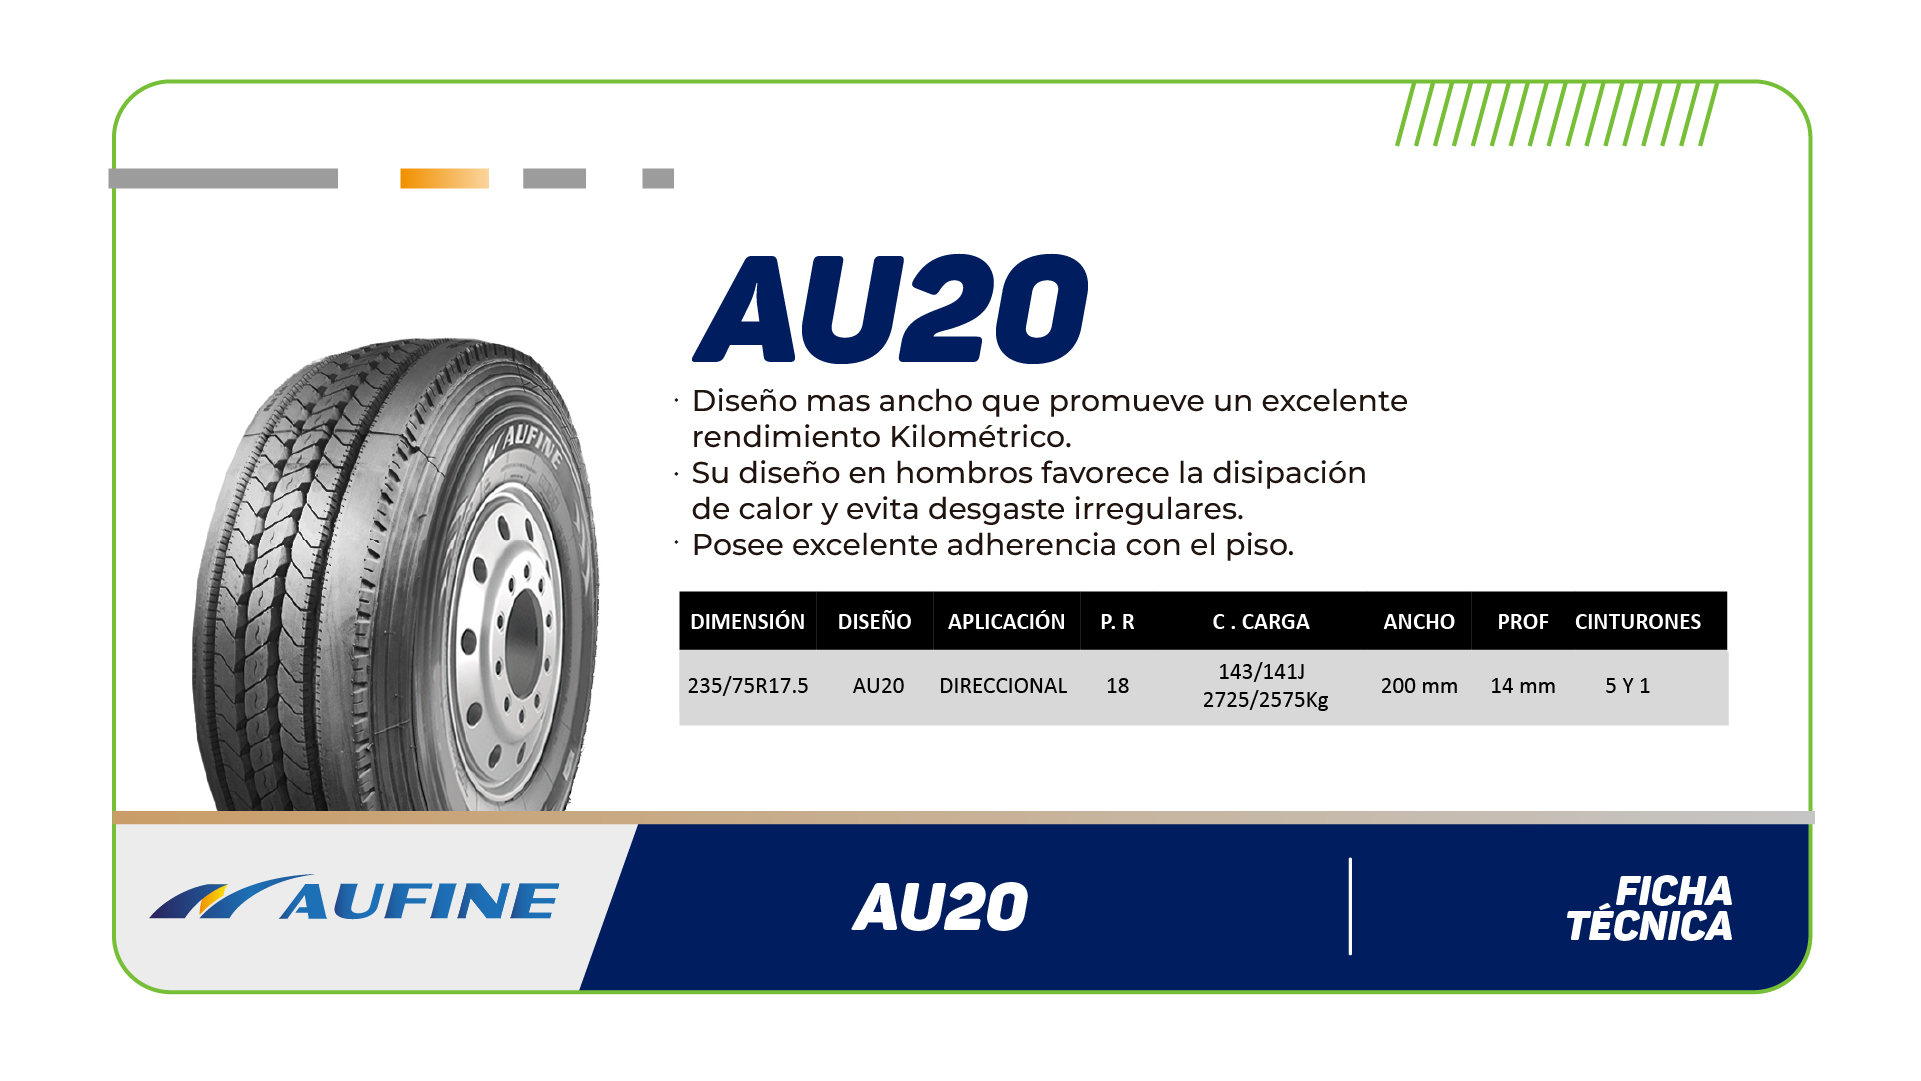 AU20
· Diseño mas ancho que promueve un excelente
rendimiento Kilométrico.
· Su diseño en hombros favorece la disipación
de calor y evita desgaste irregulares.
· Posee excelente adherencia con el piso.
AUFINE
DIMENSIÓN DISEÑO APLICACIÓN P. R C . CARGA ANCHO PROF CINTURONES
235/75R17.5 AU20 DIRECCIONAL 18 143/141J 2725/2575Kg 200 mm 14 mm 5 Y 1
AUFINE
AU20
FICHA
TÉCNICA